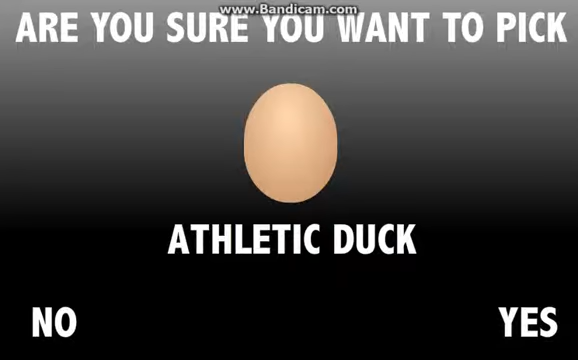 www.Bandicam.com
ARE YOU SURE YOU WANT TO PICK
ATHLETIC DUCK
NO YES